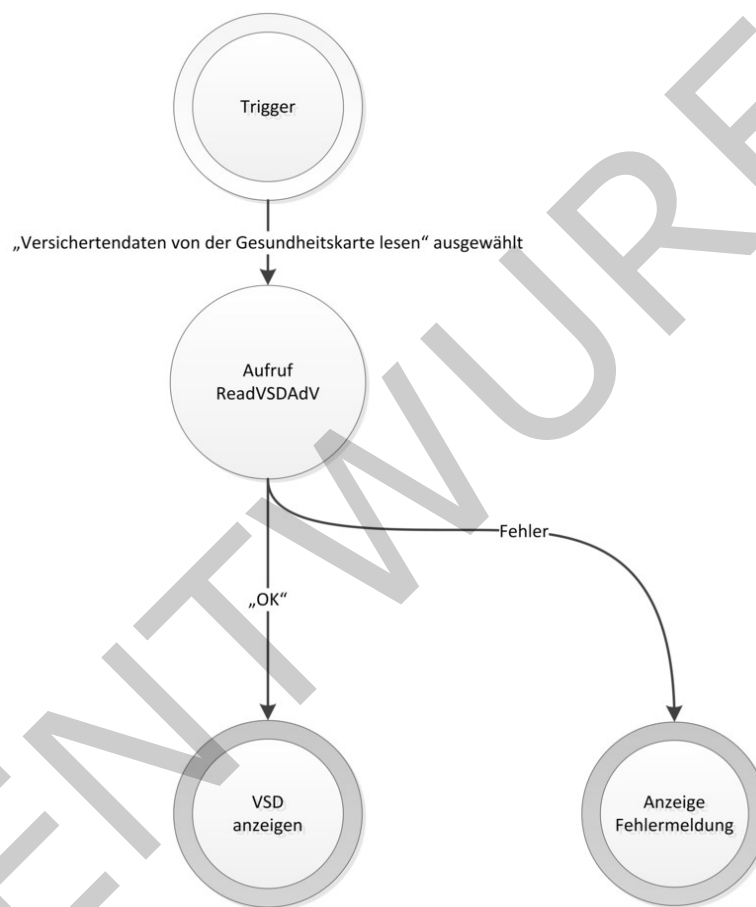 Trigger
„Versichertendaten von der Gesundheitskarte lesen“ ausgewählt
Aufruf
ReadVSDAdV
Fehler
„OK“
VSD
anzeigen
Anzeige
Fehlermeldung
ENTWURF